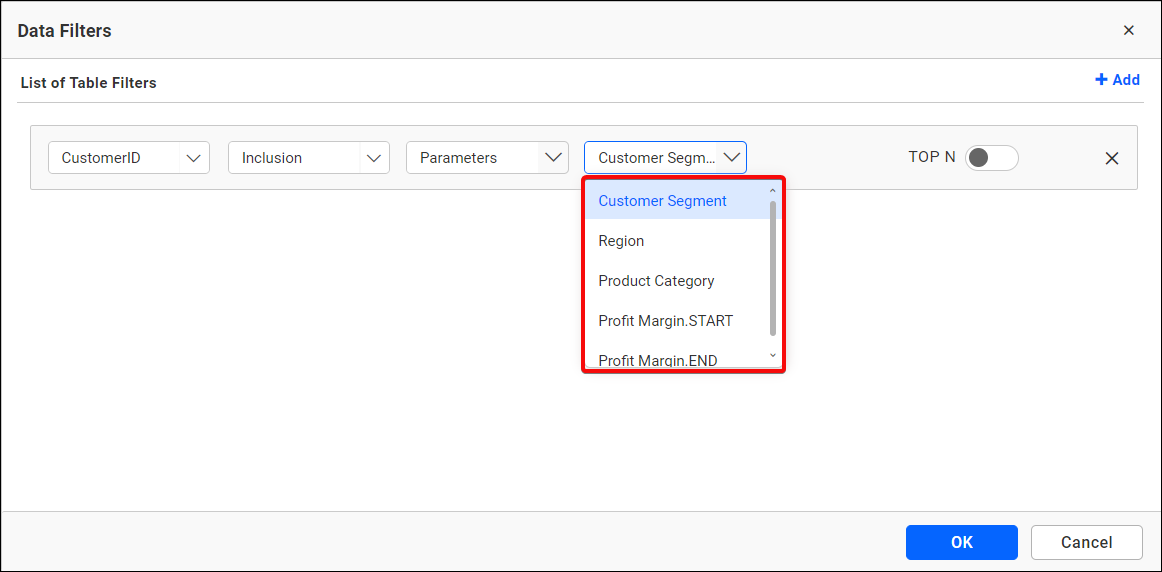 Data Filters
List of Table Filters
Add
CustomerID Inclusion Parameters Customer Segm... TOP N
Customer Segment
Region
Product Category
Profit Margin.START
Profit Margin.END
OK Cancel